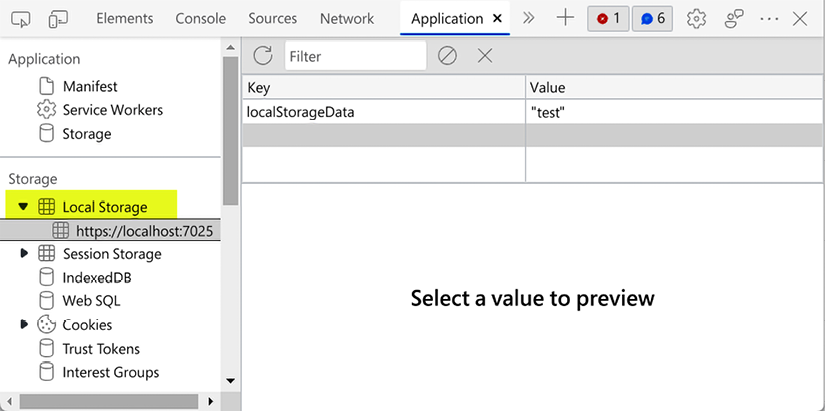 Elements Console Sources Network Application 1 6
Application
Manifest
Service Workers
Storage
Storage
Local Storage
https://localhost:7025
Session Storage
IndexedDB
Web SQL
Cookies
Trust Tokens
Interest Groups
Filter
Key Value
localStorageData "test"
Select a value to preview